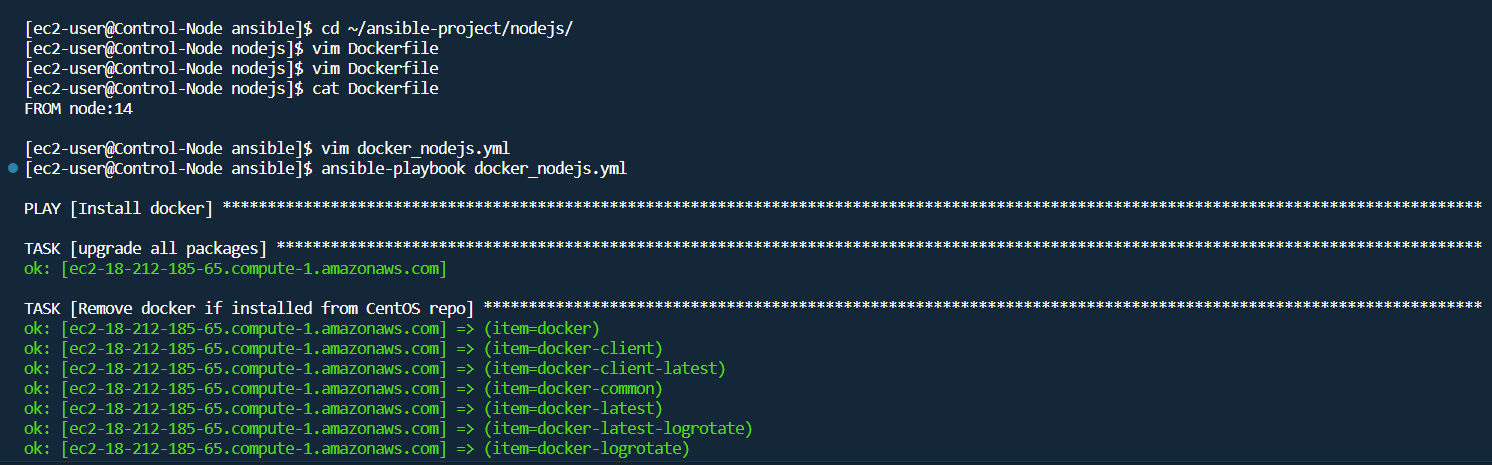 [ec2-user@Control-Node ansible]$ cd ~/ansible-project/nodejs/
[ec2-user@Control-Node nodejs]$ vim Dockerfile
[ec2-user@Control-Node nodejs]$ vim Dockerfile
[ec2-user@Control-Node nodejs]$ cat Dockerfile
FROM node:14
[ec2-user@Control-Node ansible]$ vim docker_nodejs.yml
[ec2-user@Control-Node ansible]$ ansible-playbook docker_nodejs.yml
PLAY [Install docker] ********************************************************************************************************************************************
TASK [upgrade all packages] **************************************************************************************************************************************
ok: [ec2-18-212-185-65.compute-1.amazonaws.com]
TASK [Remove docker if installed from CentOS repo] ***************************************************************************************************************
ok: [ec2-18-212-185-65.compute-1.amazonaws.com] => (item=docker)
ok: [ec2-18-212-185-65.compute-1.amazonaws.com] => (item=docker-client)
ok: [ec2-18-212-185-65.compute-1.amazonaws.com] => (item=docker-client-latest)
ok: [ec2-18-212-185-65.compute-1.amazonaws.com] => (item=docker-common)
ok: [ec2-18-212-185-65.compute-1.amazonaws.com] => (item=docker-latest)
ok: [ec2-18-212-185-65.compute-1.amazonaws.com] => (item=docker-latest-logrotate)
ok: [ec2-18-212-185-65.compute-1.amazonaws.com] => (item=docker-logrotate)